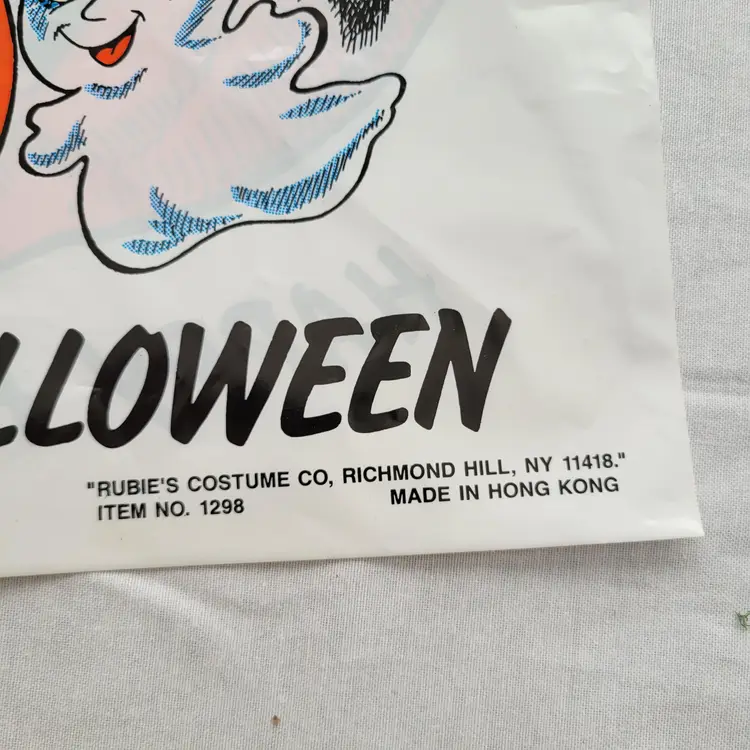 LLOWEEN
"RUBIE'S COSTUME CO, RICHMOND HILL, NY 11418."
ITEM NO. 1298 MADE IN HONG KONG